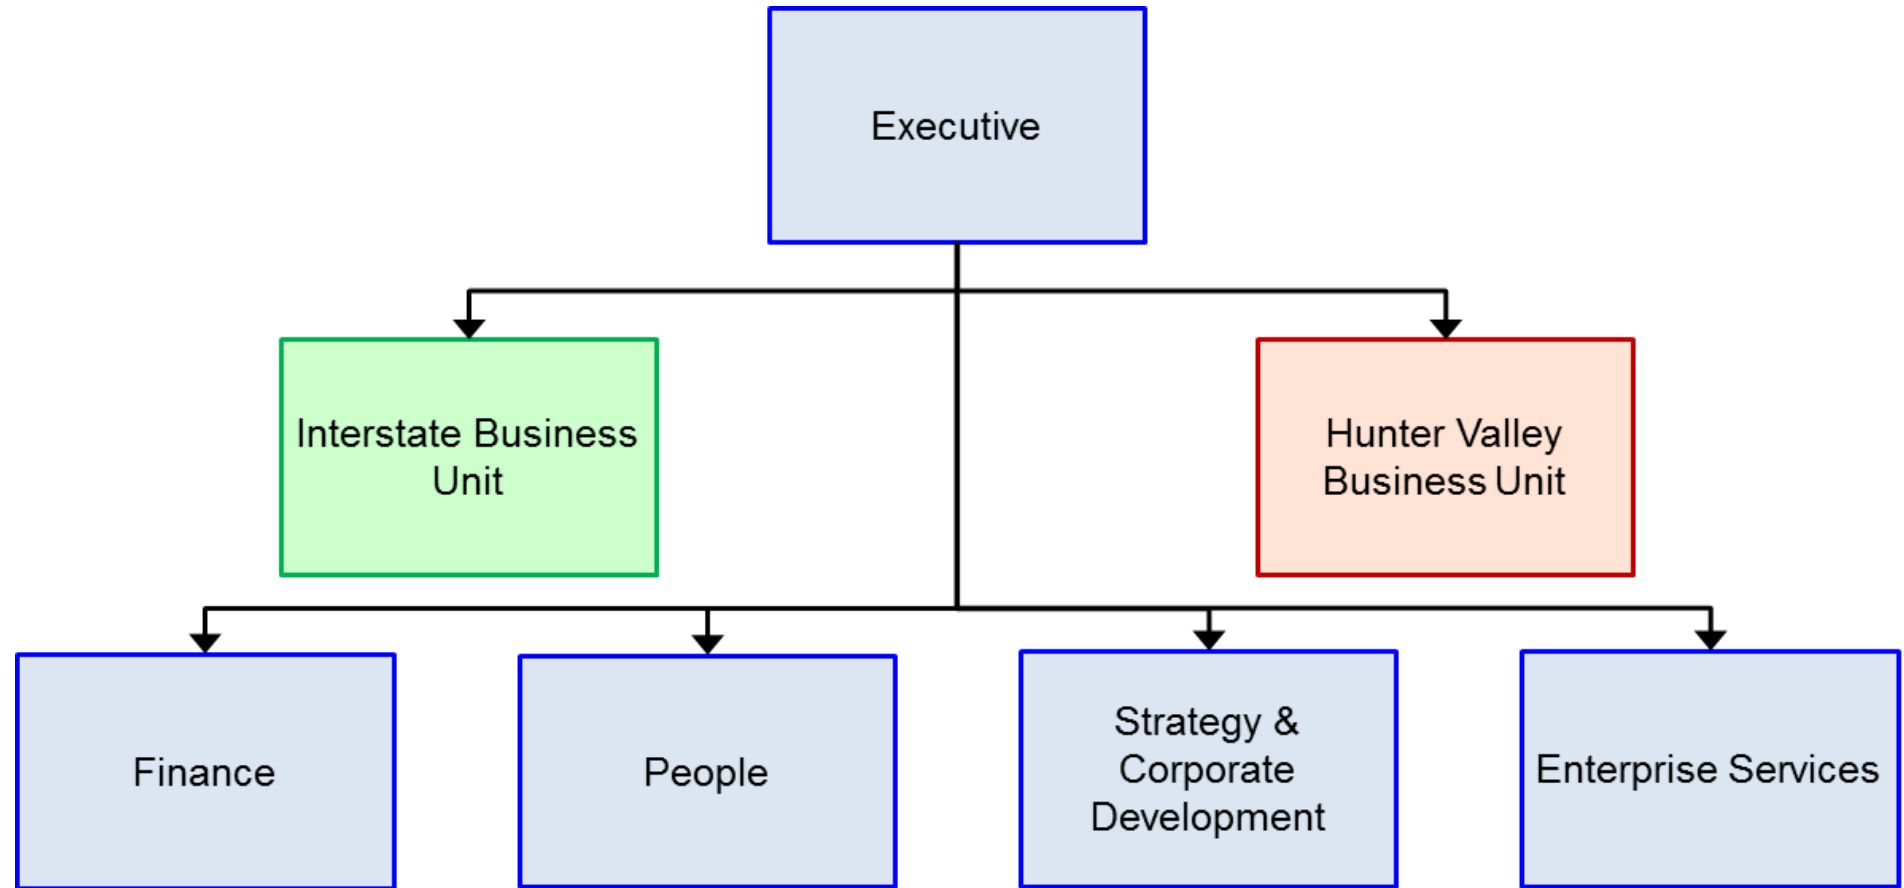 Executive
Interstate Business
Unit
Hunter Valley
Business Unit
Finance
People
Strategy &
Corporate
Development
Enterprise Services